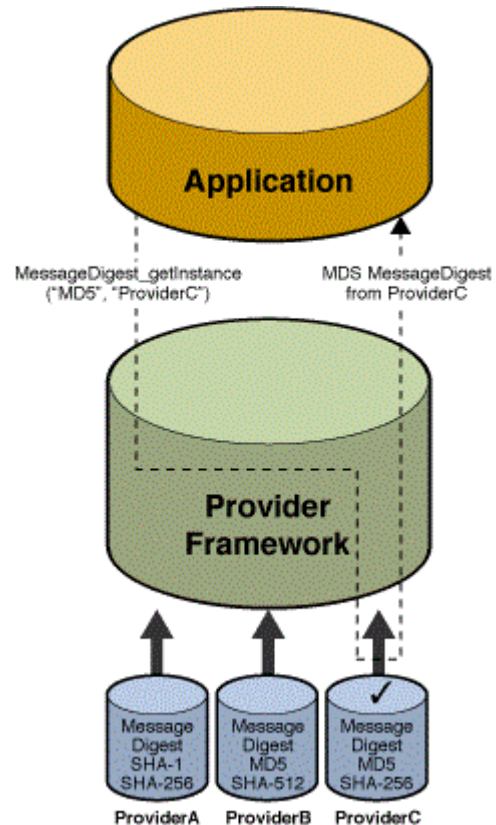 Application
MessageDigest_getInstance
("MD5", "ProviderC")
MDS MessageDigest
from ProviderC
Provider
Framework
Message
Digest
SHA-1
SHA-256
Message
Digest
MD5
SHA-512
Message
Digest
MD5
SHA-256
ProviderA
ProviderB
ProviderC